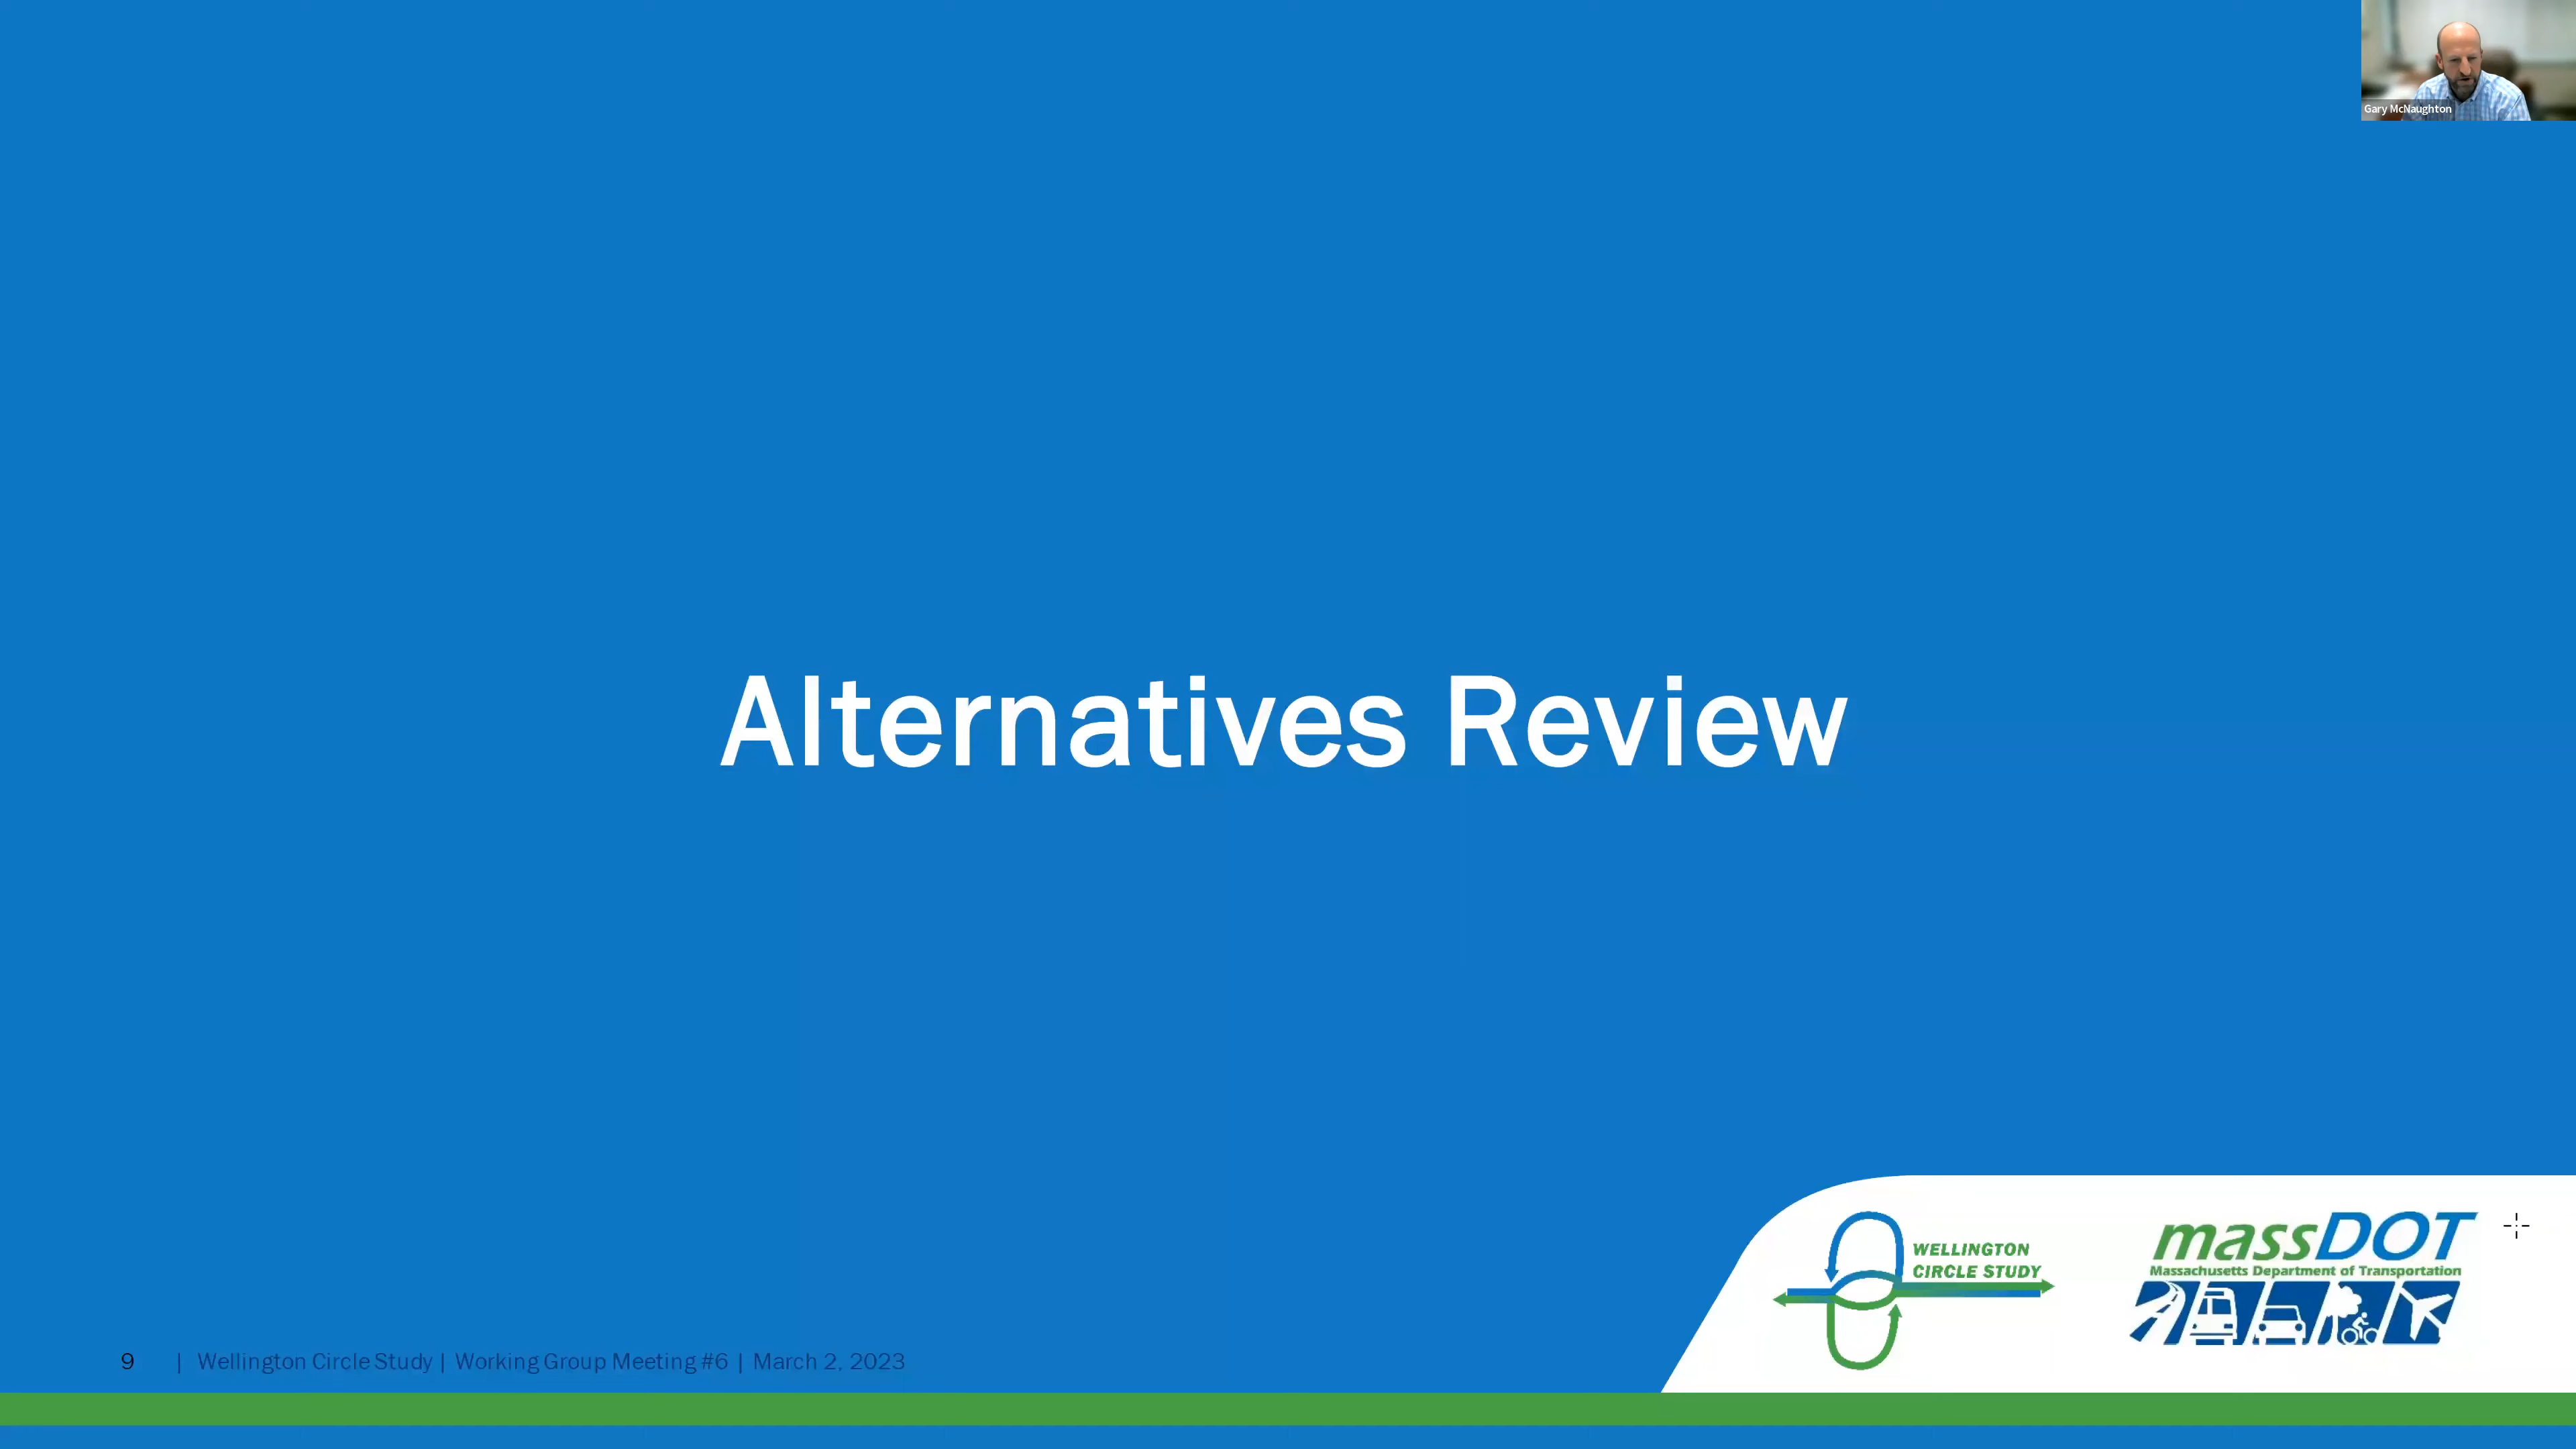 Gary McNaughton
Alternatives Review
WELLINGTON
CIRCLE STUDY
massDOT
Massachusetts Department of Transportation
9 | Wellington Circle Study | Working Group Meeting #6 | March 2, 2023